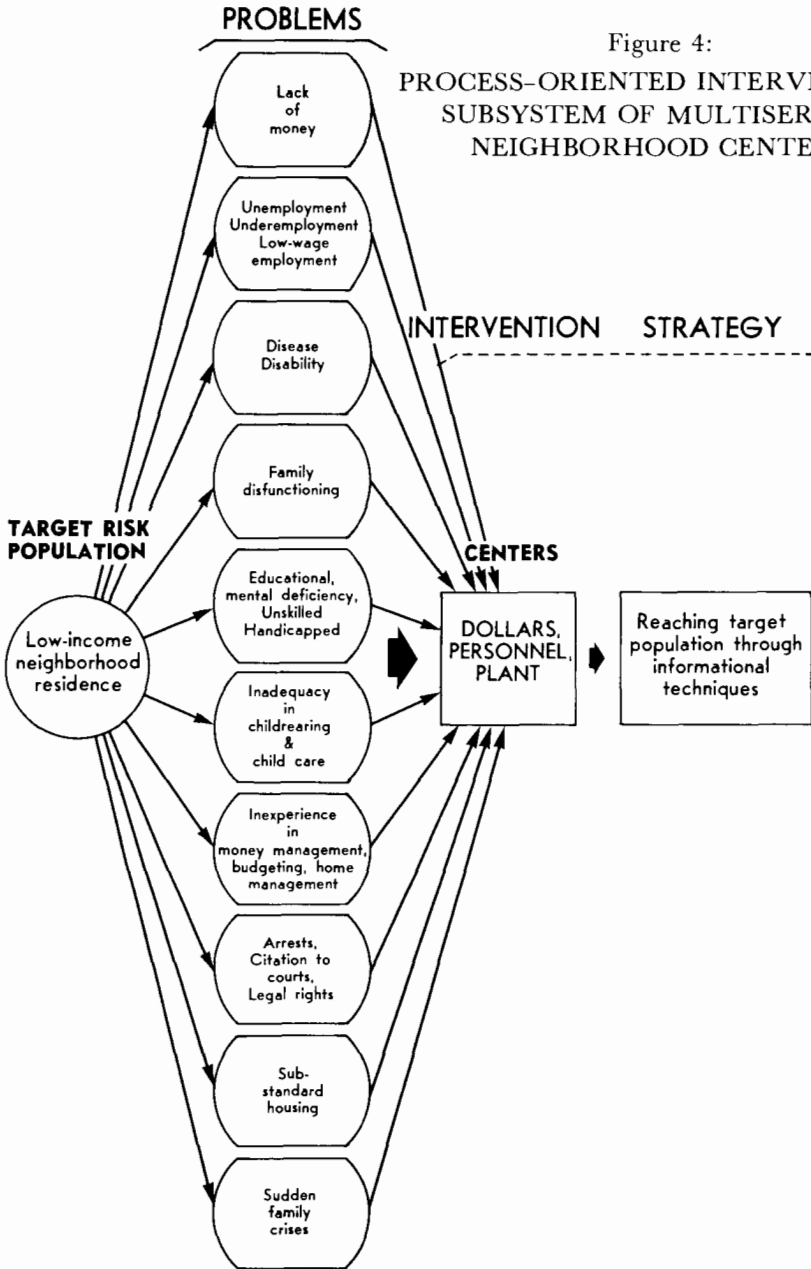 PROBLEMS
Figure 4:
PROCESS-ORIENTED INTERV
SUBSYSTEM OF MULTISER
NEIGHBORHOOD CENTE
Lack
of
money
Unemployment
Underemployment
Low-wage
employment
INTERVENTION STRATEGY
Disease
Disability
Family
disfunctioning
TARGET RISK
POPULATION
Low-income
neighborhood
residence
Educational,
mental deficiency,
Unskilled
Handicapped
CENTERS
DOLLARS,
PERSONNEL,
PLANT
Reaching target
population through
informational
techniques
Inadequacy
in
childrearing
&
child care
Inexperience
in
money management,
budgeting, home
management
Arrests,
Citation to
courts,
Legal rights
Sub-
standard
housing
Sudden
family
crises